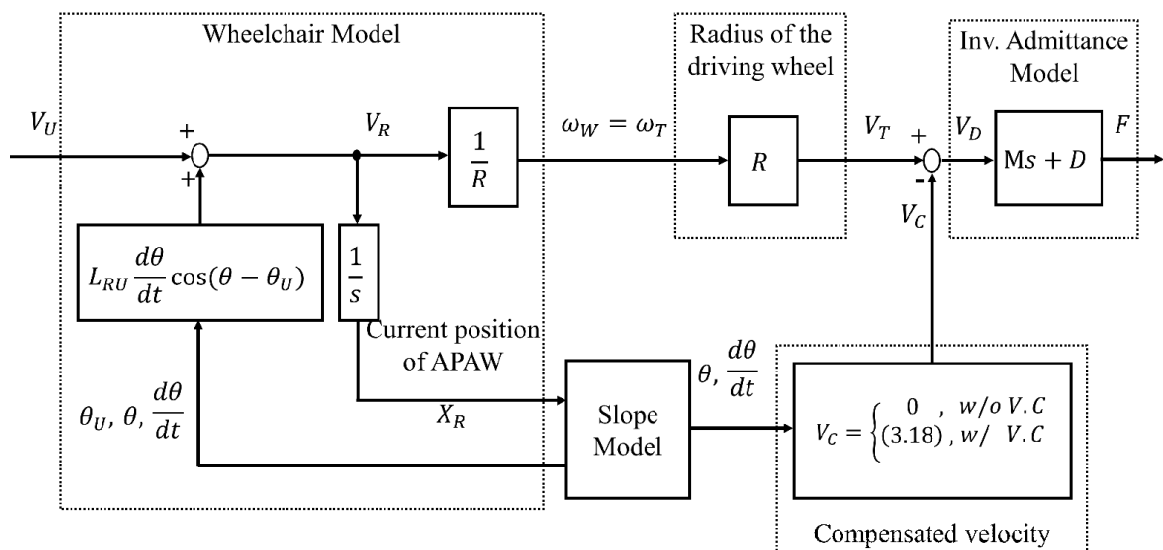 Wheelchair Model
Radius of the
driving wheel
Inv. Admittance
Model
V_U
+
+
V_R
1/R
ω_W = ω_T
R
V_T
+
-
V_D
Ms + D
F
V_C
L_RU dθ/dt cos(θ − θ_U)
1/s
Current position
of APAW
X_R
θ_U, θ, dθ/dt
Slope
Model
θ, dθ/dt
V_C = { 0 , w/o V.C
(3.18) , w/ V.C
Compensated velocity